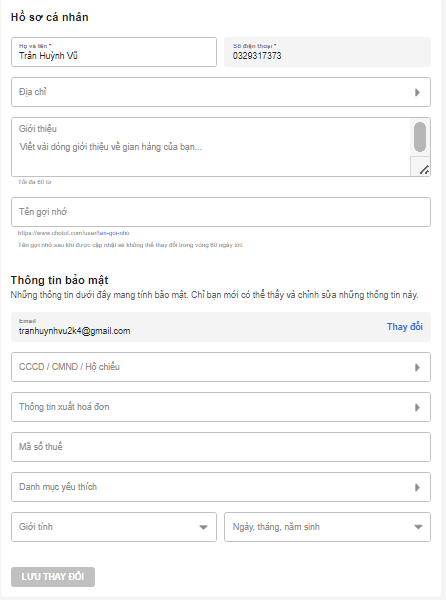 Hồ sơ cá nhân
Họ và tên *
Trần Huỳnh Vũ
Số điện thoại *
0329317373
Địa chỉ
Giới thiệu
Viết vài dòng giới thiệu về gian hàng của bạn...
Tối đa 60 từ
Tên gợi nhớ
https://www.chotot.com/user/ten-goi-nho
Tên gợi nhớ sau khi được cập nhật sẽ không thể thay đổi trong vòng 60 ngày tới.
Thông tin bảo mật
Những thông tin dưới đây mang tính bảo mật. Chỉ bạn mới có thể thấy và chỉnh sửa những thông tin này.
Email
tranhuynhvu2k4@gmail.com
Thay đổi
CCCD / CMND / Hộ chiếu
Thông tin xuất hoá đơn
Mã số thuế
Danh mục yêu thích
Giới tính
Ngày, tháng, năm sinh
LƯU THAY ĐỔI